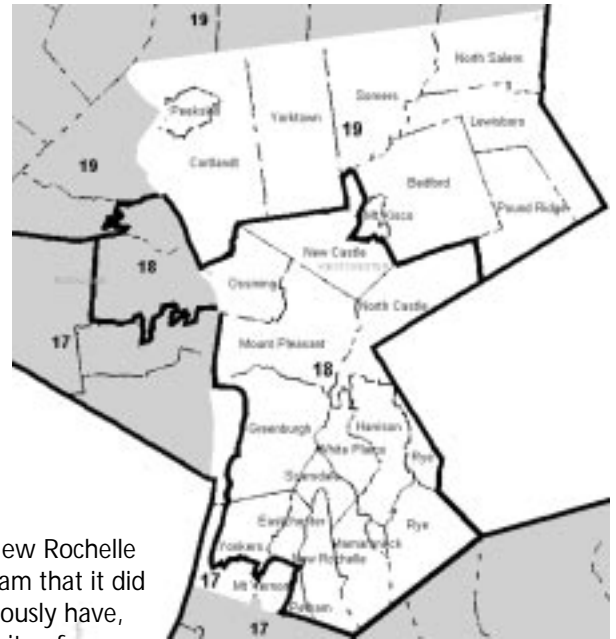 19
North Salem
Somers
Peekskill
Yorktown
Lewisboro
19
Cortlandt
19
Bedford
Mt Kisco
Pound Ridge
18
New Castle
Ossining
North Castle
17
Mount Pleasant
18
Greenburgh
Harrison
White Plains
Rye
Scarsdale
Eastchester
Rye
Mamaroneck
Yonkers
New Rochelle
17
Mt Vernon
Pelham
17
ew Rochelle
am that it did
ously have,